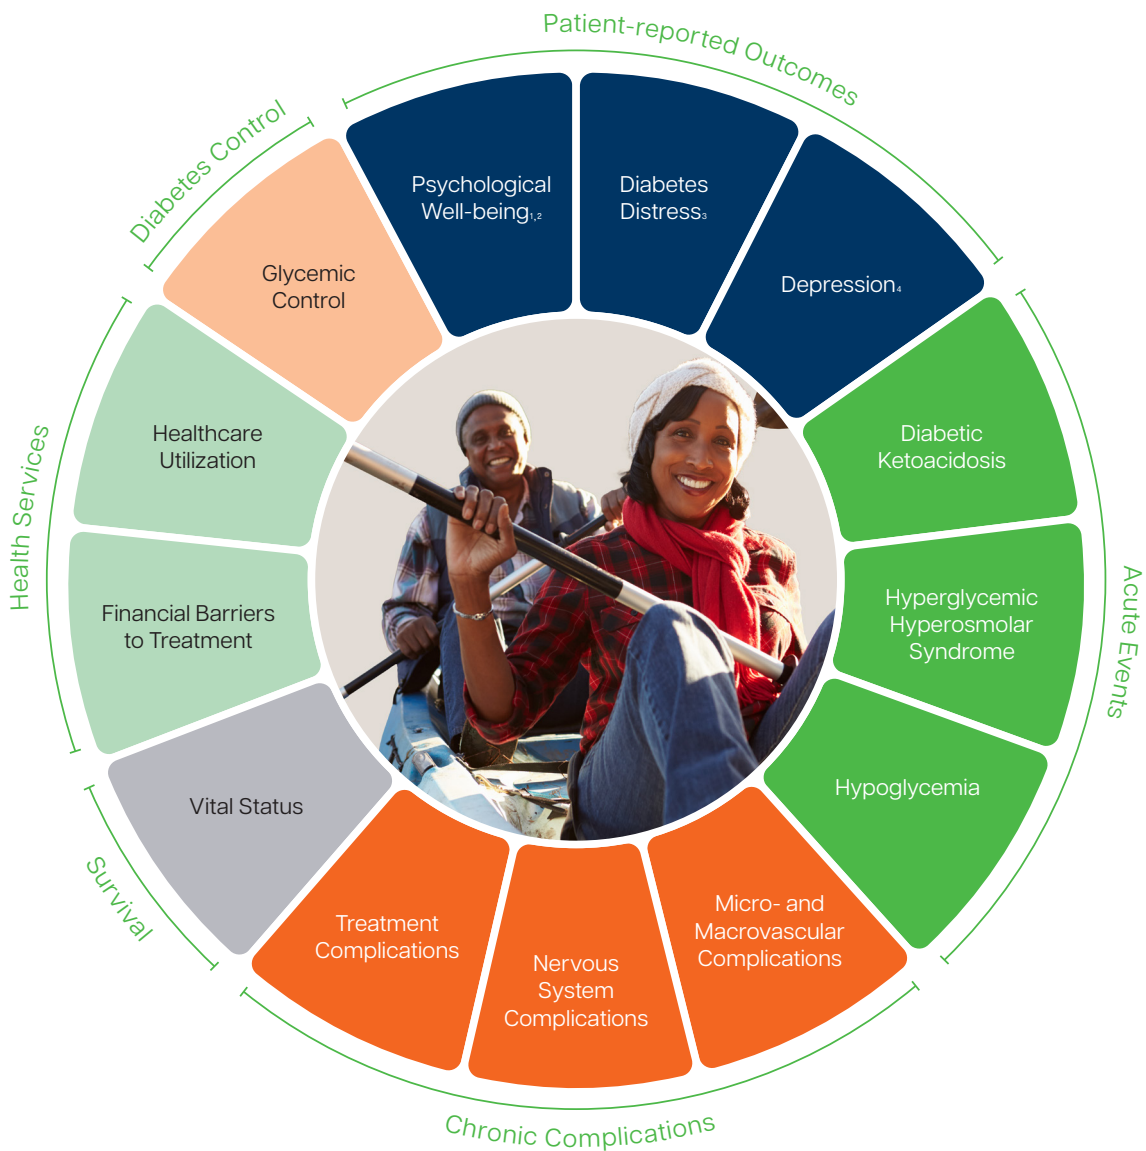 Patient-reported Outcomes
Psychological
Well-being1,2
Diabetes
Distress3
Depression4
Acute Events
Diabetic
Ketoacidosis
Hyperglycemic
Hyperosmolar
Syndrome
Hypoglycemia
Chronic Complications
Micro- and
Macrovascular
Complications
Nervous
System
Complications
Treatment
Complications
Survival
Vital Status
Health Services
Financial Barriers
to Treatment
Healthcare
Utilization
Diabetes Control
Glycemic
Control